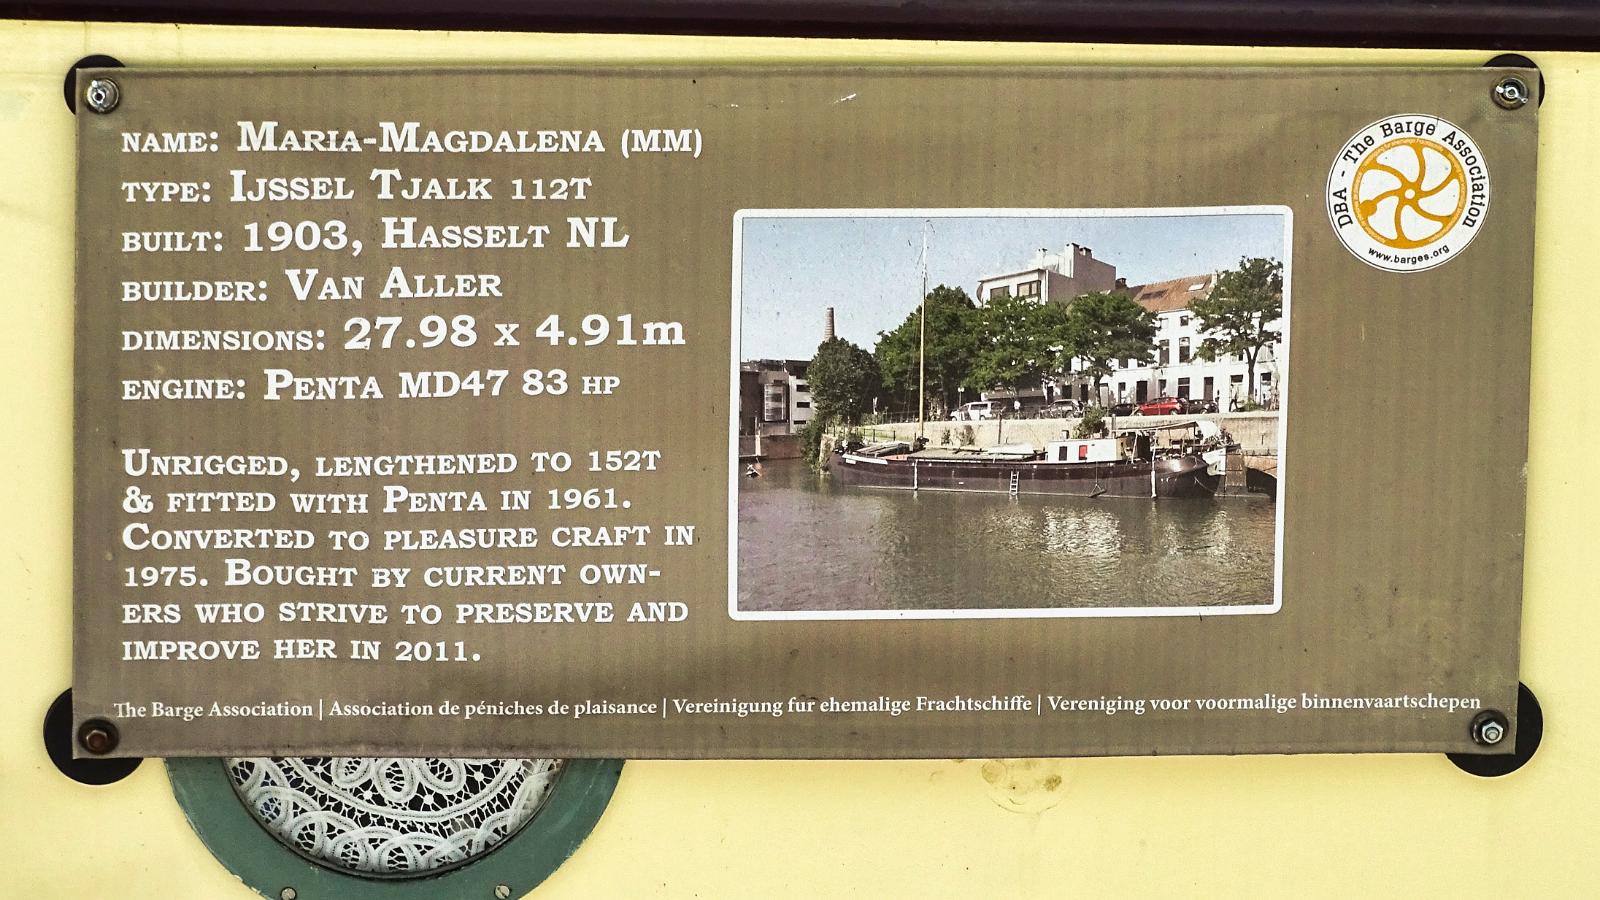 NAME: MARIA-MAGDALENA (MM)
TYPE: IJSSEL TJALK 112T
BUILT: 1903, HASSELT NL
BUILDER: VAN ALLER
DIMENSIONS: 27.98 x 4.91m
ENGINE: PENTA MD47 83 HP
UNRIGGED, LENGTHENED TO 152T
& FITTED WITH PENTA IN 1961.
CONVERTED TO PLEASURE CRAFT IN
1975. BOUGHT BY CURRENT OWN-
ERS WHO STRIVE TO PRESERVE AND
IMPROVE HER IN 2011.
DBA - The Barge Association
www.barges.org
The Barge Association | Association de péniches de plaisance | Vereinigung fur ehemalige Frachtschiffe | Vereniging voor voormalige binnenvaartschepen